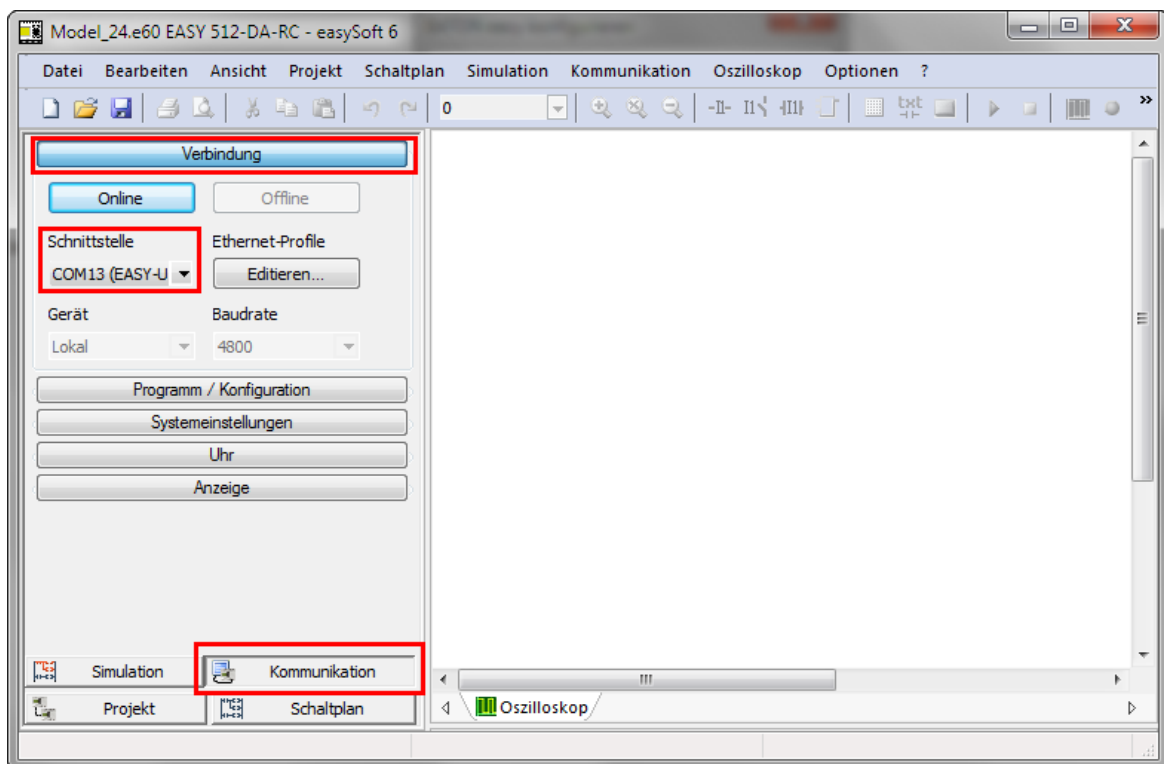 Model_24.e60 EASY 512-DA-RC - easySoft 6
Datei Bearbeiten Ansicht Projekt Schaltplan Simulation Kommunikation Oszilloskop Optionen ?
0 txt
Verbindung
Online Offline
Schnittstelle Ethernet-Profile
COM13 (EASY-U Editieren...
Gerät Baudrate
Lokal 4800
Programm / Konfiguration
Systemeinstellungen
Uhr
Anzeige
Simulation Kommunikation
Projekt Schaltplan Oszilloskop